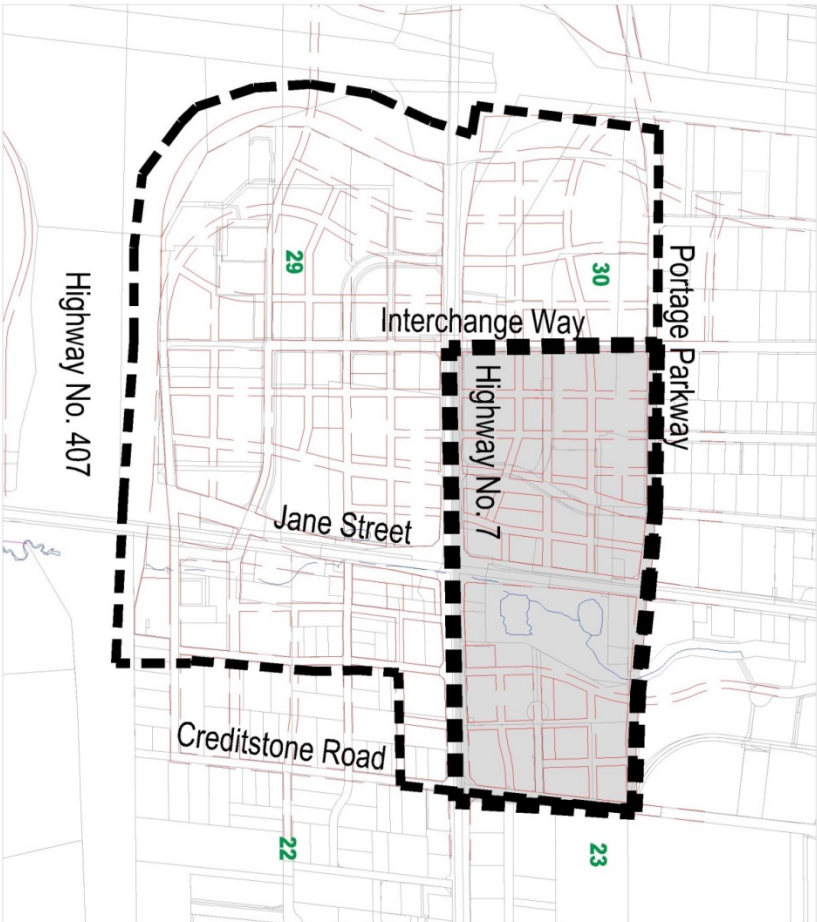 Portage Parkway
30
29
Interchange Way
Highway No. 407
Highway No. 7
Jane Street
Creditstone Road
22
23